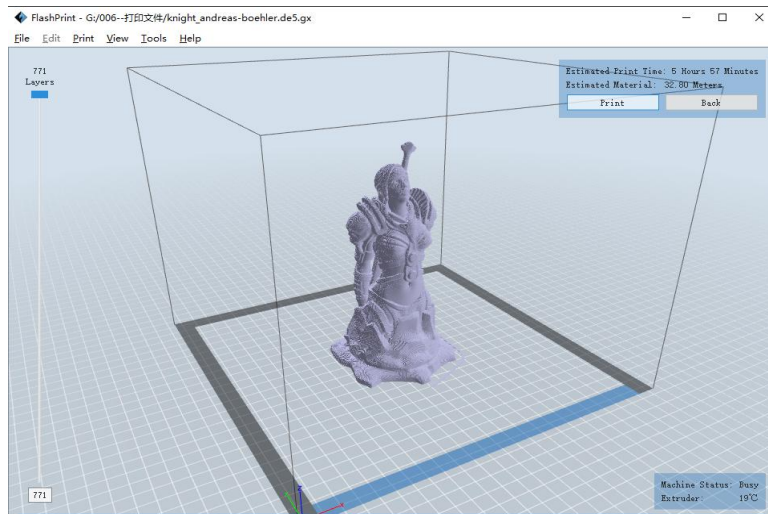 FlashPrint - G:/006--打印文件/knight_andreas-boehler.de5.gx
File Edit Print View Tools Help
771
Layers
Estimated Print Time: 5 Hours 57 Minutes
Estimated Material: 32.80 Meters
Print Back
771
Machine Status: Busy
Extruder: 19℃
z
x